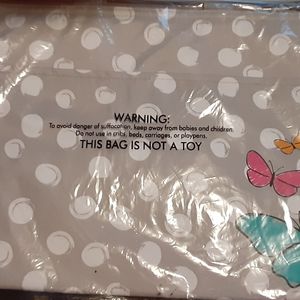 WARNING:
To avoid danger of suffocation, keep away from babies and children.
Do not use in cribs, beds, carriages, or playpens.
THIS BAG IS NOT A TOY